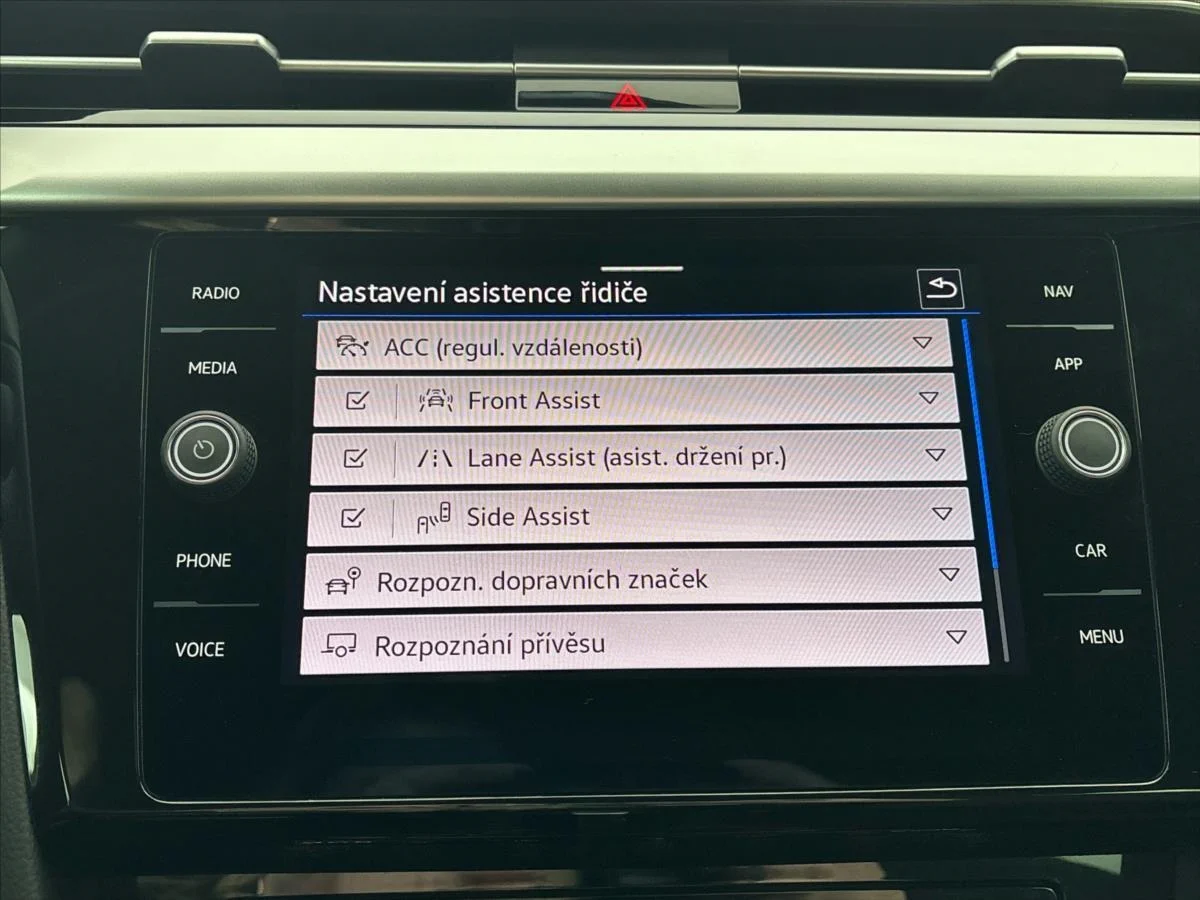 RADIO
MEDIA
PHONE
VOICE
Nastavení asistence řidiče
ACC (regul. vzdálenosti)
Front Assist
Lane Assist (asist. držení pr.)
Side Assist
Rozpozn. dopravních značek
Rozpoznání přívěsu
NAV
APP
CAR
MENU